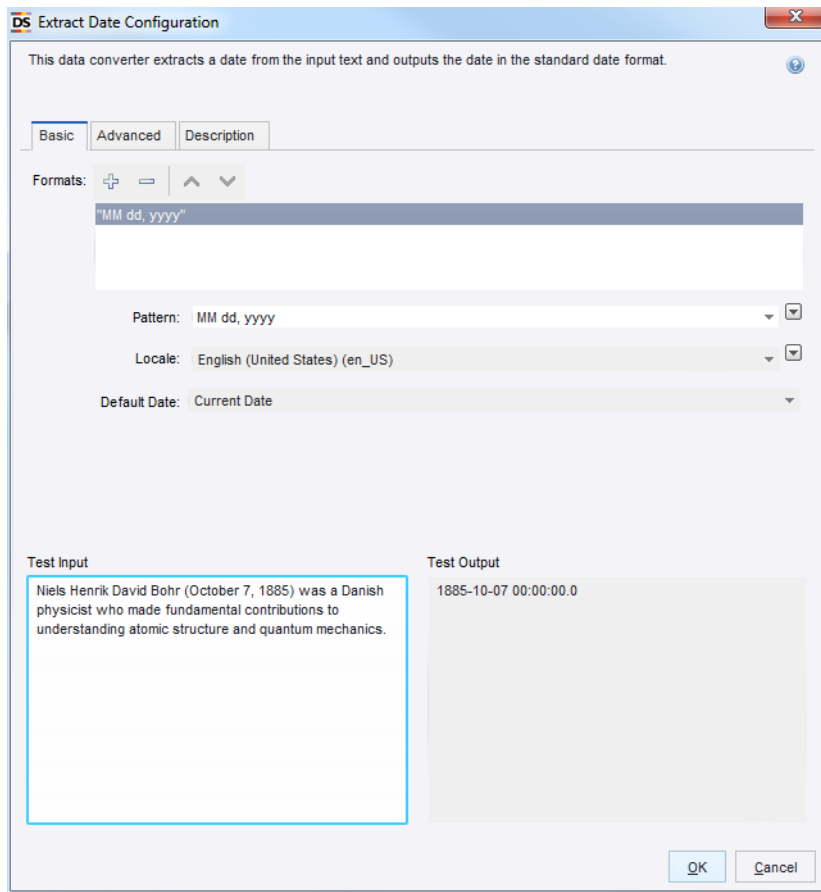 DS Extract Date Configuration
X
This data converter extracts a date from the input text and outputs the date in the standard date format.
?
Basic Advanced Description
Formats:
"MM dd, yyyy"
Pattern: MM dd, yyyy
Locale: English (United States) (en_US)
Default Date: Current Date
Test Input Test Output
Niels Henrik David Bohr (October 7, 1885) was a Danish 1885-10-07 00:00:00.0
physicist who made fundamental contributions to
understanding atomic structure and quantum mechanics.
OK Cancel